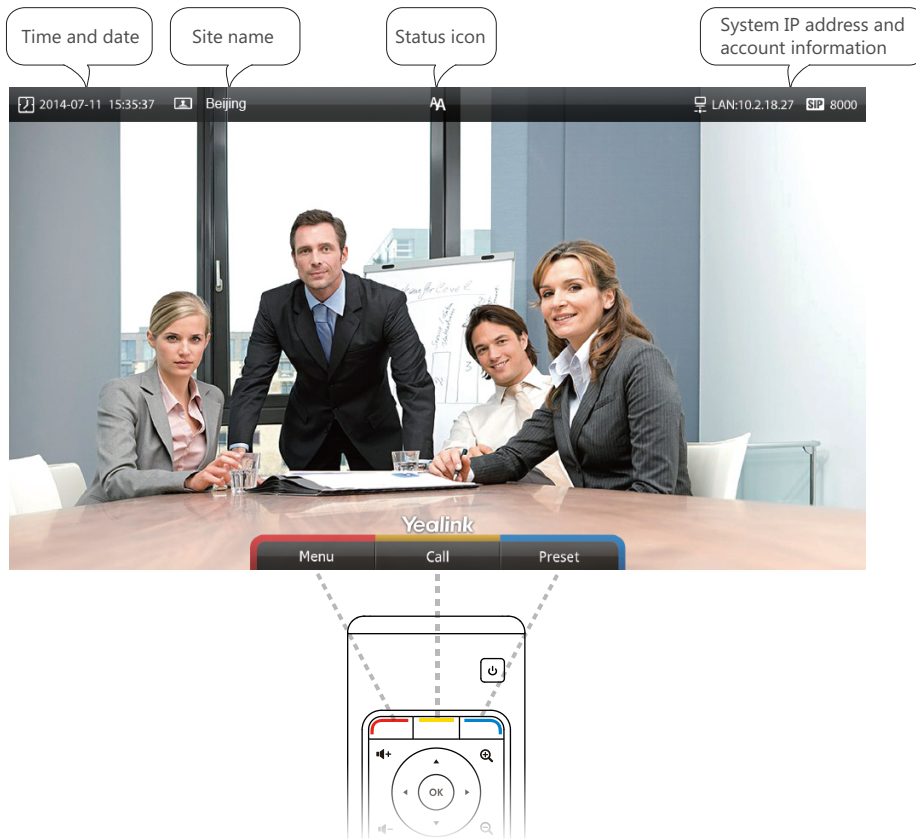 Time and date
Site name
Status icon
System IP address and
account information
2014-07-11 15:35:37
Beijing
AA
LAN:10.2.18.27
SIP 8000
Yealink
Menu
Call
Preset
OK